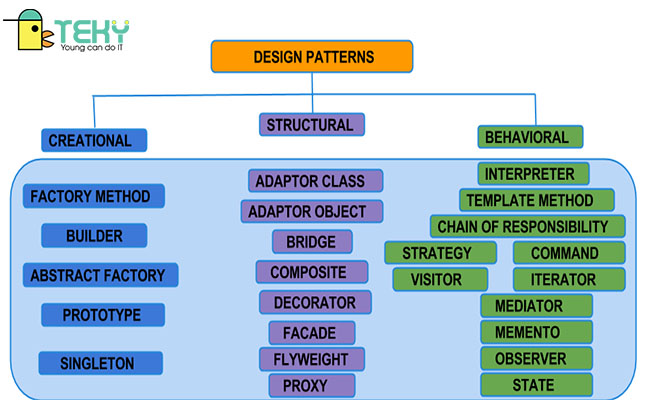 TEKY
Young can do IT
DESIGN PATTERNS
CREATIONAL
STRUCTURAL
BEHAVIORAL
FACTORY METHOD
BUILDER
ABSTRACT FACTORY
PROTOTYPE
SINGLETON
ADAPTOR CLASS
ADAPTOR OBJECT
BRIDGE
COMPOSITE
DECORATOR
FACADE
FLYWEIGHT
PROXY
INTERPRETER
TEMPLATE METHOD
CHAIN OF RESPONSIBILITY
STRATEGY COMMAND
VISITOR ITERATOR
MEDIATOR
MEMENTO
OBSERVER
STATE